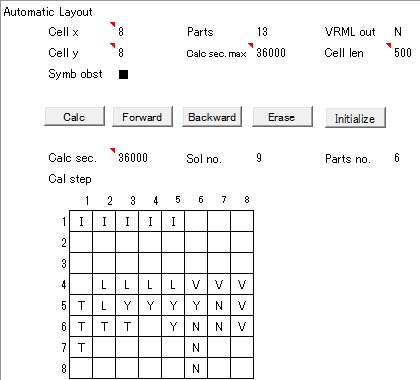 Automatic Layout
Cell x 8 Parts 13 VRML out N
Cell y 8 Calc sec. max 36000 Cell len 500
Symb obst ■
Calc Forward Backward Erase Initialize
Calc sec. 36000 Sol no. 9 Parts no. 6
Cal step
1 2 3 4 5 6 7 8
1 I I I I I
2
3
4 L L L L V V V
5 T L Y Y Y Y N V
6 T T T Y N N V
7 T N
8 N